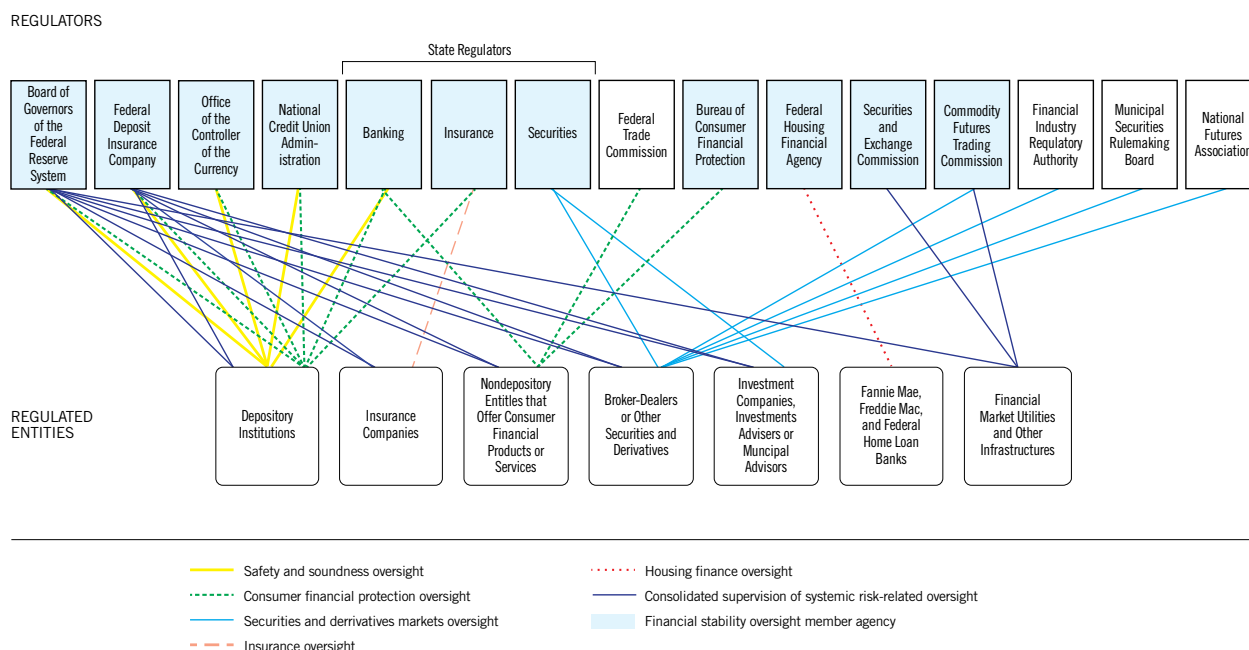 REGULATORS
State Regulators
Board of
Governors
of the
Federal
Reserve
System
Federal
Deposit
Insurance
Company
Office
of the
Controller
of the
Currency
National
Credit Union
Admin-
istration
Banking
Insurance
Securities
Federal
Trade
Commission
Bureau of
Consumer
Financial
Protection
Federal
Housing
Financial
Agency
Securities
and
Exchange
Commission
Commodity
Futures
Trading
Commission
Financial
Industry
Requlatory
Authority
Municipal
Securities
Rulemaking
Board
National
Futures
Association
REGULATED
ENTITIES
Depository
Institutions
Insurance
Companies
Nondepository
Entities that
Offer Consumer
Financial
Products or
Services
Broker-Dealers
or Other
Securities and
Derivatives
Investment
Companies,
Investments
Advisers or
Muncipal
Advisors
Fannie Mae,
Freddie Mac,
and Federal
Home Loan
Banks
Financial
Market Utilities
and Other
Infrastructures
Safety and soundness oversight
Consumer financial protection oversight
Securities and derivatives markets oversight
Insurance oversight
Housing finance oversight
Consolidated supervision of systemic risk-related oversight
Financial stability oversight member agency